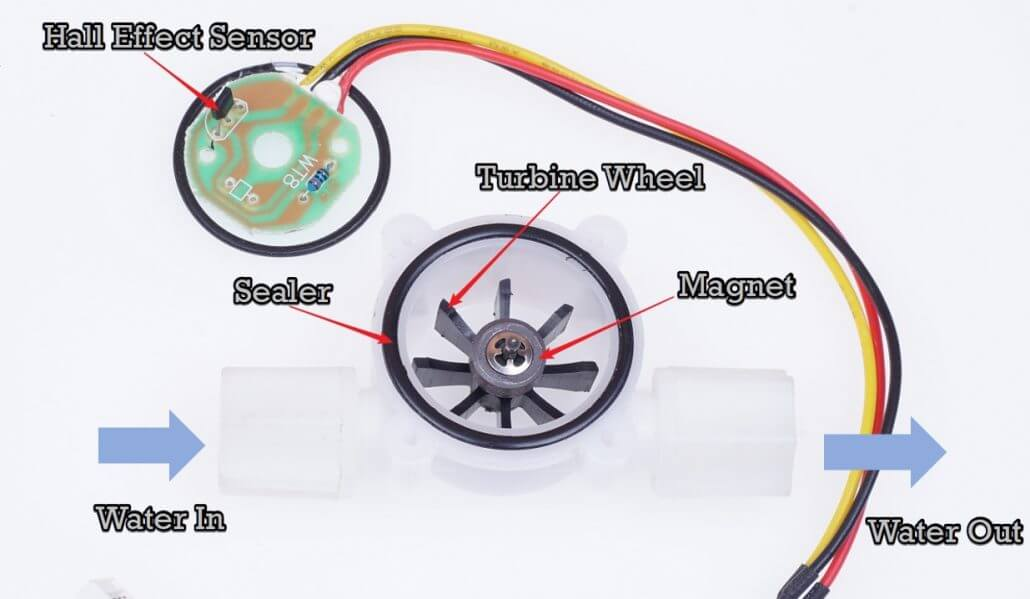 Hall Effect Sensor
WT8
Turbine Wheel
Sealer
Magnet
Water In
Water Out